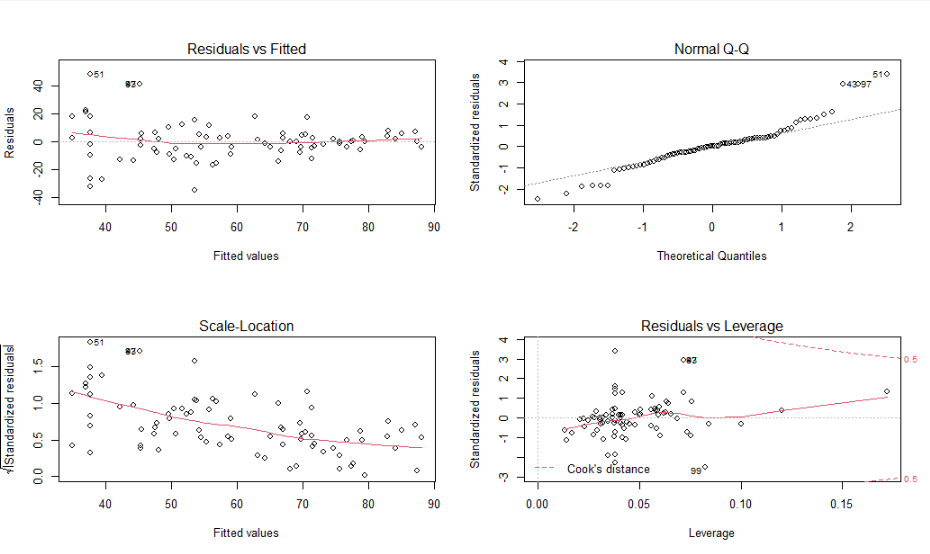 Residuals vs Fitted
Residuals
40
20
0
-20
-40
51
40 50 60 70 80 90
Fitted values
Normal Q-Q
Standardized residuals
4
3
2
1
0
-1
-2
51
43 97
-2 -1 0 1 2
Theoretical Quantiles
Scale-Location
√|Standardized residuals|
1.5
1.0
0.5
0.0
51
40 50 60 70 80 90
Fitted values
Residuals vs Leverage
Standardized residuals
4
3
2
1
0
-1
-3
0.5
0.5
99
Cook's distance
0.00 0.05 0.10 0.15
Leverage